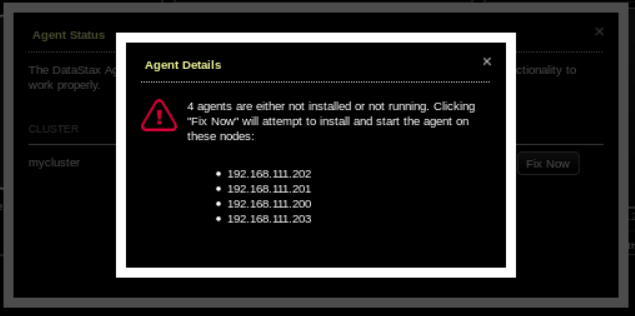 Agent Status
The DataStax Ag
ctionality to
work properly.
CLUSTER
mycluster
Fix Now
Agent Details
4 agents are either not installed or not running. Clicking
"Fix Now" will attempt to install and start the agent on
these nodes:
192.168.111.202
192.168.111.201
192.168.111.200
192.168.111.203